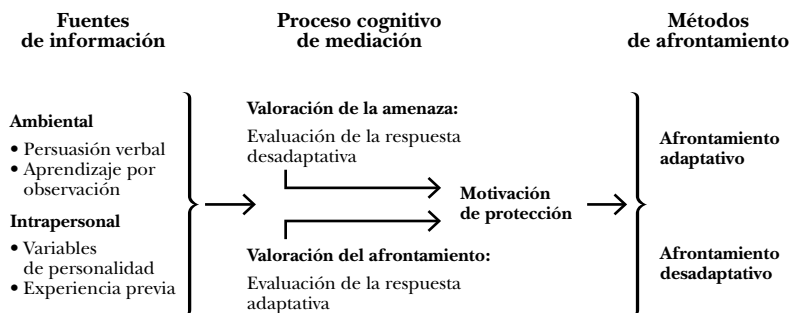 Fuentes
de información
Proceso cognitivo
de mediación
Métodos
de afrontamiento
Ambiental
• Persuasión verbal
• Aprendizaje por
observación
Intrapersonal
• Variables
de personalidad
• Experiencia previa
Valoración de la amenaza:
Evaluación de la respuesta
desadaptativa
Motivación
de protección
Valoración del afrontamiento:
Evaluación de la respuesta
adaptativa
Afrontamiento
adaptativo
Afrontamiento
desadaptativo